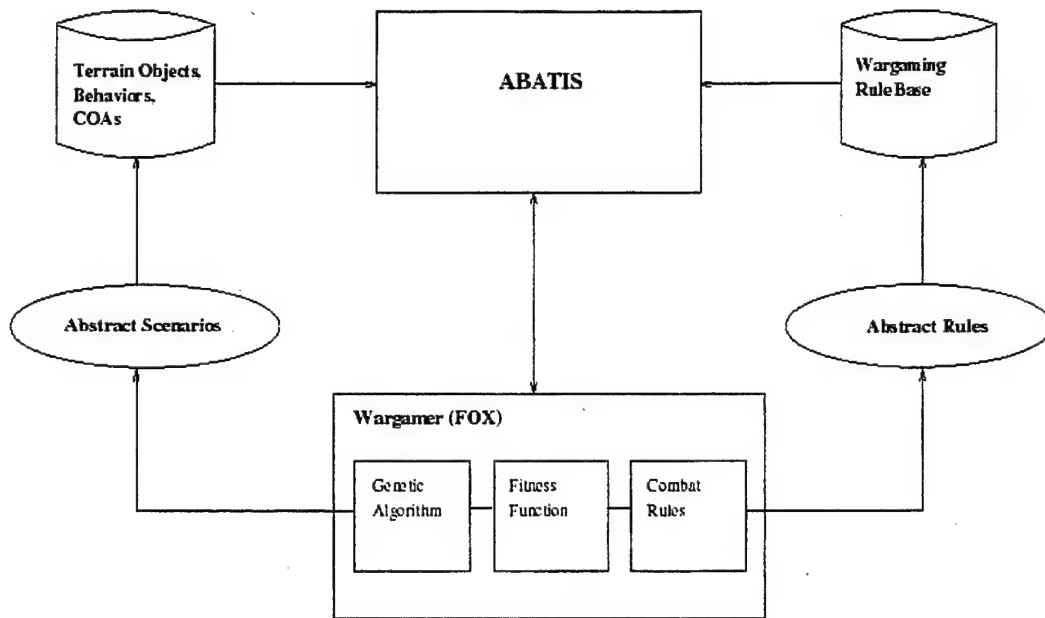 Terrain Objects,
Behaviors,
COAs
ABATIS
Wargaming
Rule Base
Abstract Scenarios
Abstract Rules
Wargamer (FOX)
Genetic
Algorithm
Fitness
Function
Combat
Rules